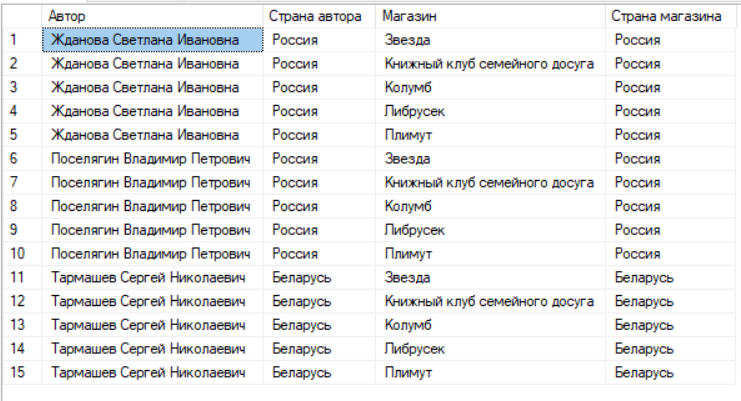 Автор Страна автора Магазин Страна магазина
1 Жданова Светлана Ивановна Россия Звезда Россия
2 Жданова Светлана Ивановна Россия Книжный клуб семейного досуга Россия
3 Жданова Светлана Ивановна Россия Колумб Россия
4 Жданова Светлана Ивановна Россия Либрусек Россия
5 Жданова Светлана Ивановна Россия Плимут Россия
6 Поселягин Владимир Петрович Россия Звезда Россия
7 Поселягин Владимир Петрович Россия Книжный клуб семейного досуга Россия
8 Поселягин Владимир Петрович Россия Колумб Россия
9 Поселягин Владимир Петрович Россия Либрусек Россия
10 Поселягин Владимир Петрович Россия Плимут Россия
11 Тармашев Сергей Николаевич Беларусь Звезда Беларусь
12 Тармашев Сергей Николаевич Беларусь Книжный клуб семейного досуга Беларусь
13 Тармашев Сергей Николаевич Беларусь Колумб Беларусь
14 Тармашев Сергей Николаевич Беларусь Либрусек Беларусь
15 Тармашев Сергей Николаевич Беларусь Плимут Беларусь